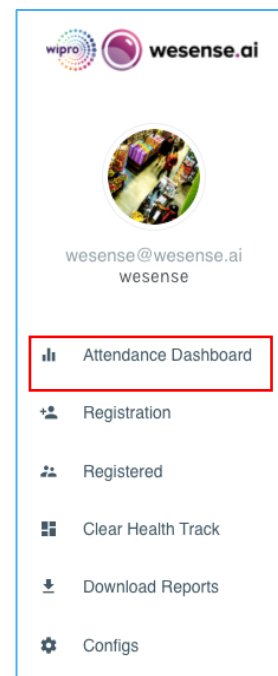 wipro wesense.ai
wesense@wesense.ai
wesense
Attendance Dashboard
Registration
Registered
Clear Health Track
Download Reports
Configs